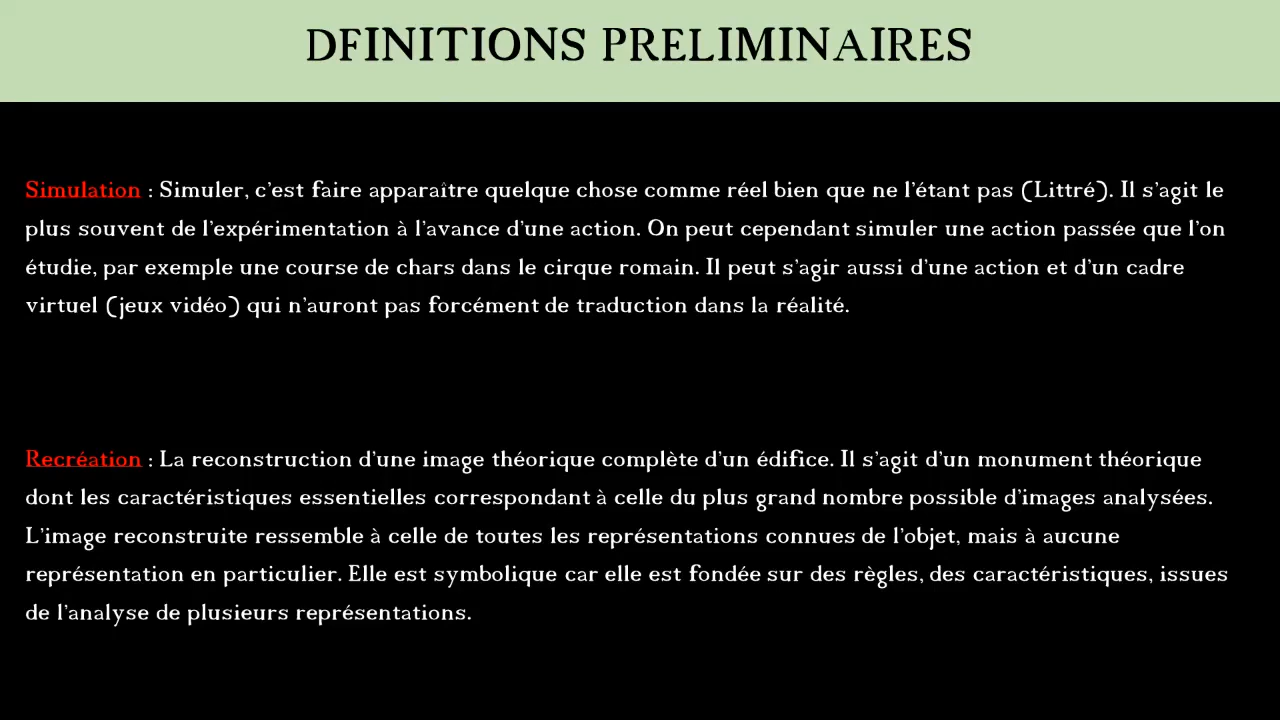 DFINITIONS PRELIMINAIRES
Simulation : Simuler, c'est faire apparaître quelque chose comme réel bien que ne l'étant pas (Littré). Il s'agit le
plus souvent de l'expérimentation à l'avance d'une action. On peut cependant simuler une action passée que l'on
étudie, par exemple une course de chars dans le cirque romain. Il peut s'agir aussi d'une action et d'un cadre
virtuel (jeux vidéo) qui n'auront pas forcément de traduction dans la réalité.
Recréation : La reconstruction d'une image théorique complète d'un édifice. Il s'agit d'un monument théorique
dont les caractéristiques essentielles correspondant à celle du plus grand nombre possible d'images analysées.
L'image reconstruite ressemble à celle de toutes les représentations connues de l'objet, mais à aucune
représentation en particulier. Elle est symbolique car elle est fondée sur des règles, des caractéristiques, issues
de l'analyse de plusieurs représentations.